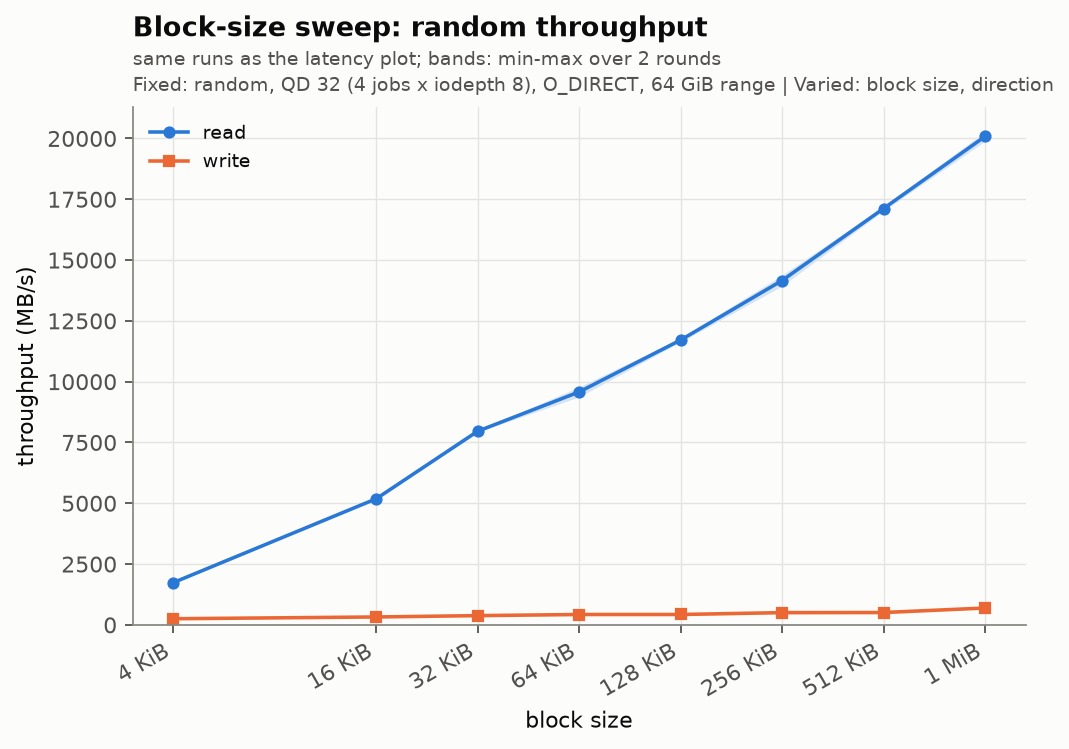 Block-size sweep: random throughput
same runs as the latency plot; bands: min-max over 2 rounds
Fixed: random, QD 32 (4 jobs x iodepth 8), O_DIRECT, 64 GiB range | Varied: block size, direction
read
write
throughput (MB/s)
20000
17500
15000
12500
10000
7500
5000
2500
0
4 KiB
16 KiB
32 KiB
64 KiB
128 KiB
256 KiB
512 KiB
1 MiB
block size